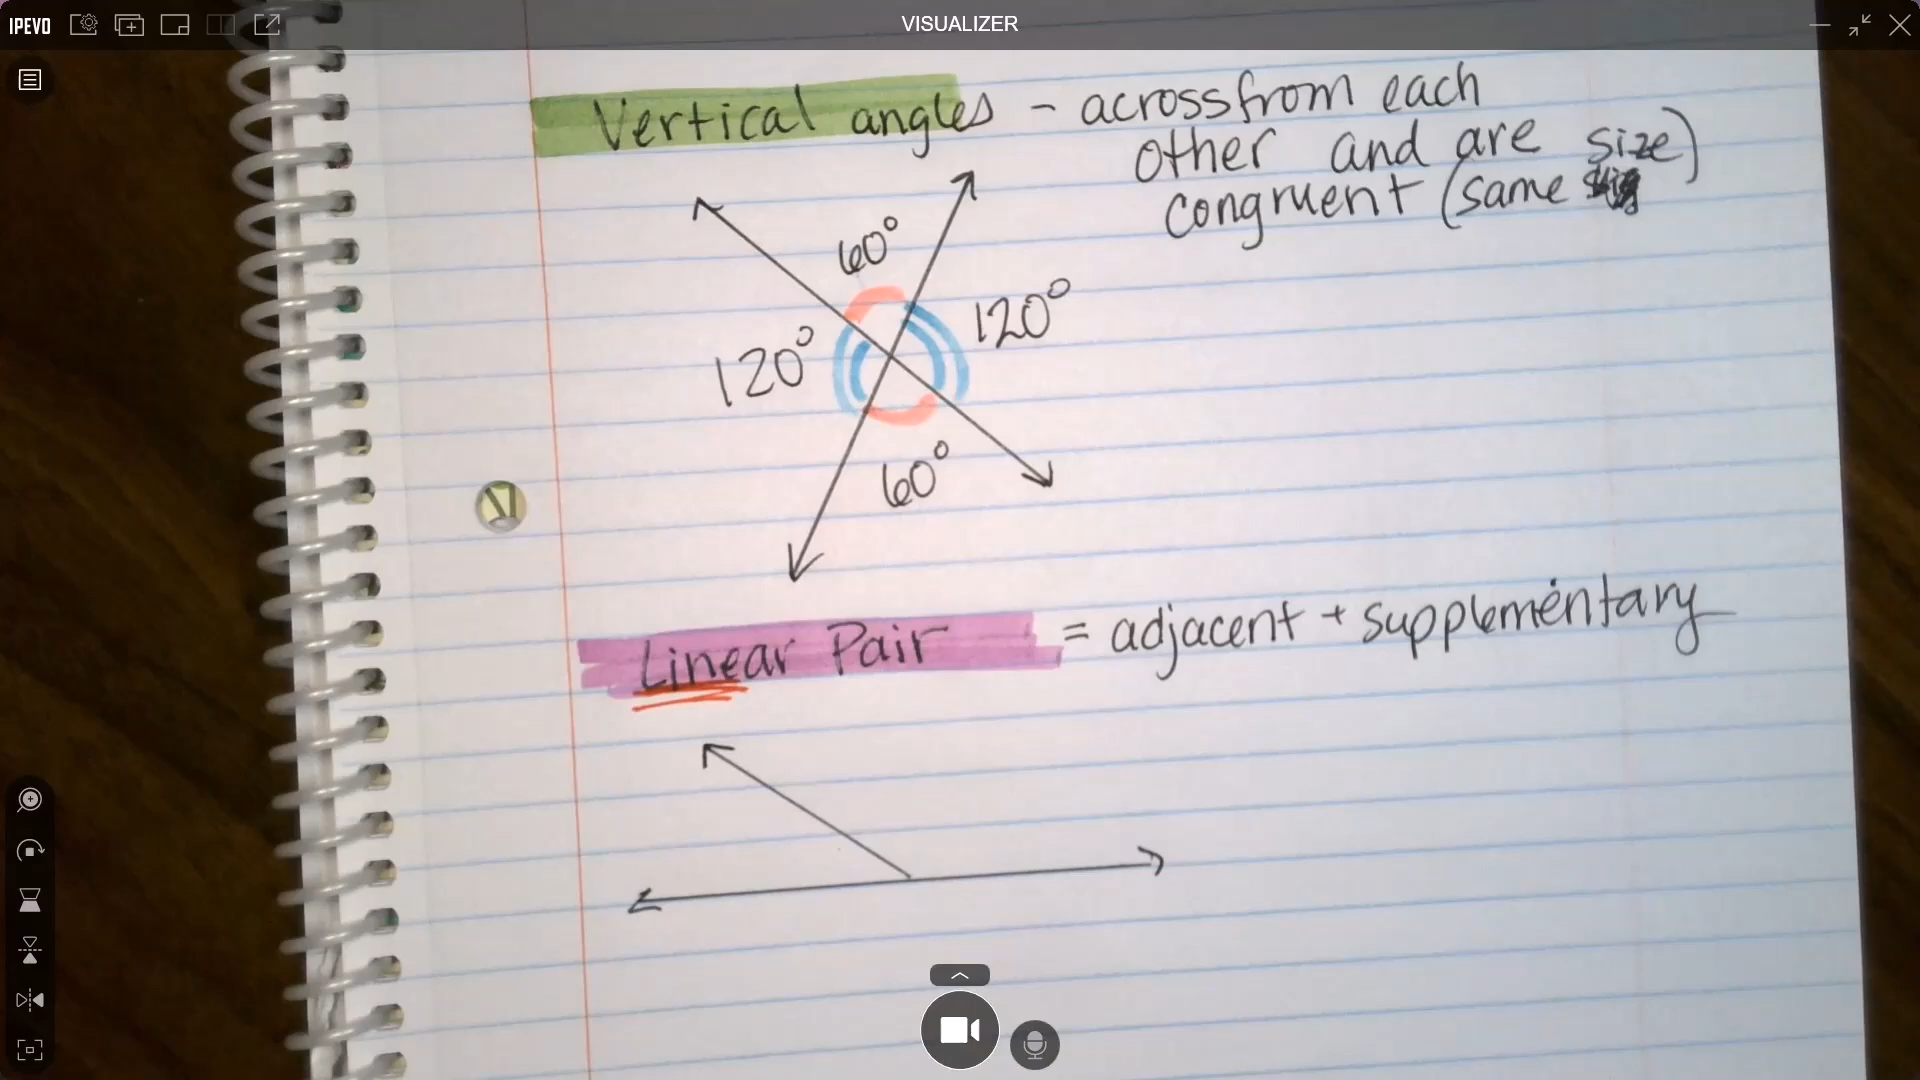 IPEVO
VISUALIZER
Vertical angles - across from each
other and are size)
congruent (same
60°
120°
120°
60°
Linear Pair = adjacent + supplementary